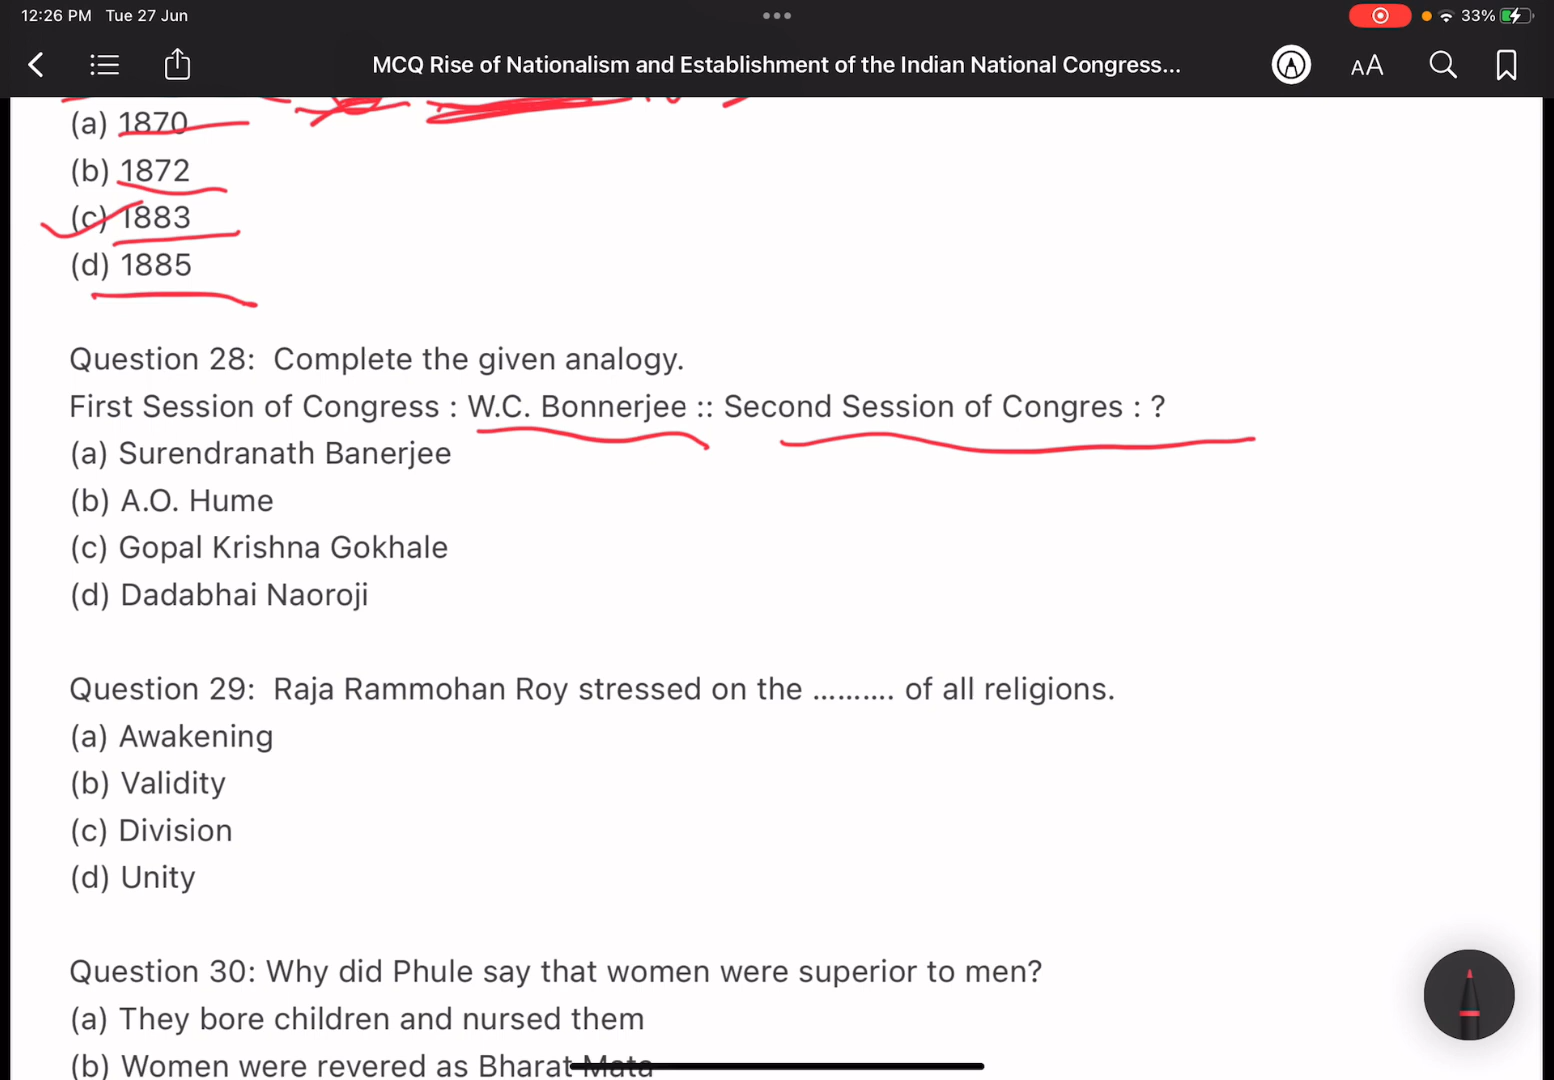 12:26 PM Tue 27 Jun
33%
MCQ Rise of Nationalism and Establishment of the Indian National Congress...
AA
(a) 1870
(b) 1872
(c) 1883
(d) 1885
Question 28: Complete the given analogy.
First Session of Congress : W.C. Bonnerjee :: Second Session of Congres : ?
(a) Surendranath Banerjee
(b) A.O. Hume
(c) Gopal Krishna Gokhale
(d) Dadabhai Naoroji
Question 29: Raja Rammohan Roy stressed on the .......... of all religions.
(a) Awakening
(b) Validity
(c) Division
(d) Unity
Question 30: Why did Phule say that women were superior to men?
(a) They bore children and nursed them
(b) Women were revered as Bharat Mata